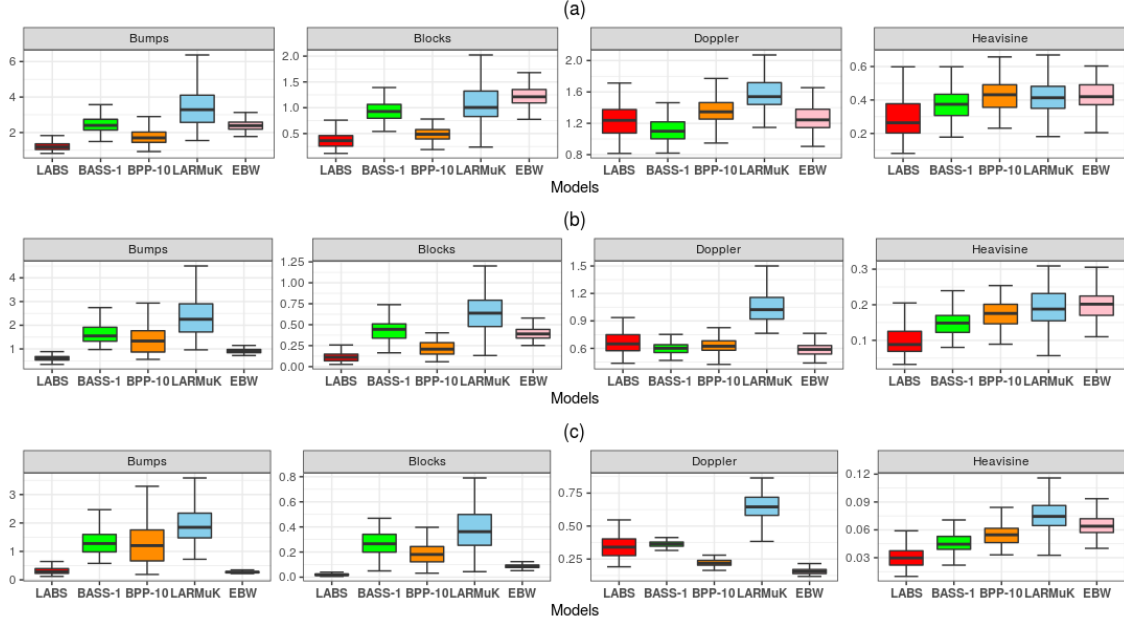 (a)
Bumps Blocks Doppler Heavisine
6 4 2
2.0 1.5 1.0 0.5
2.0 1.6 1.2 0.8
0.6 0.4 0.2
LABS BASS-1 BPP-10 LARMuK EBW LABS BASS-1 BPP-10 LARMuK EBW LABS BASS-1 BPP-10 LARMuK EBW LABS BASS-1 BPP-10 LARMuK EBW
Models
(b)
Bumps Blocks Doppler Heavisine
4 3 2 1
1.25 1.00 0.75 0.50 0.25 0.00
1.5 1.2 0.9 0.6
0.3 0.2 0.1
LABS BASS-1 BPP-10 LARMuK EBW LABS BASS-1 BPP-10 LARMuK EBW LABS BASS-1 BPP-10 LARMuK EBW LABS BASS-1 BPP-10 LARMuK EBW
Models
(c)
Bumps Blocks Doppler Heavisine
3 2 1 0
0.8 0.6 0.4 0.2 0.0
0.75 0.50 0.25
0.12 0.09 0.06 0.03
LABS BASS-1 BPP-10 LARMuK EBW LABS BASS-1 BPP-10 LARMuK EBW LABS BASS-1 BPP-10 LARMuK EBW LABS BASS-1 BPP-10 LARMuK EBW
Models